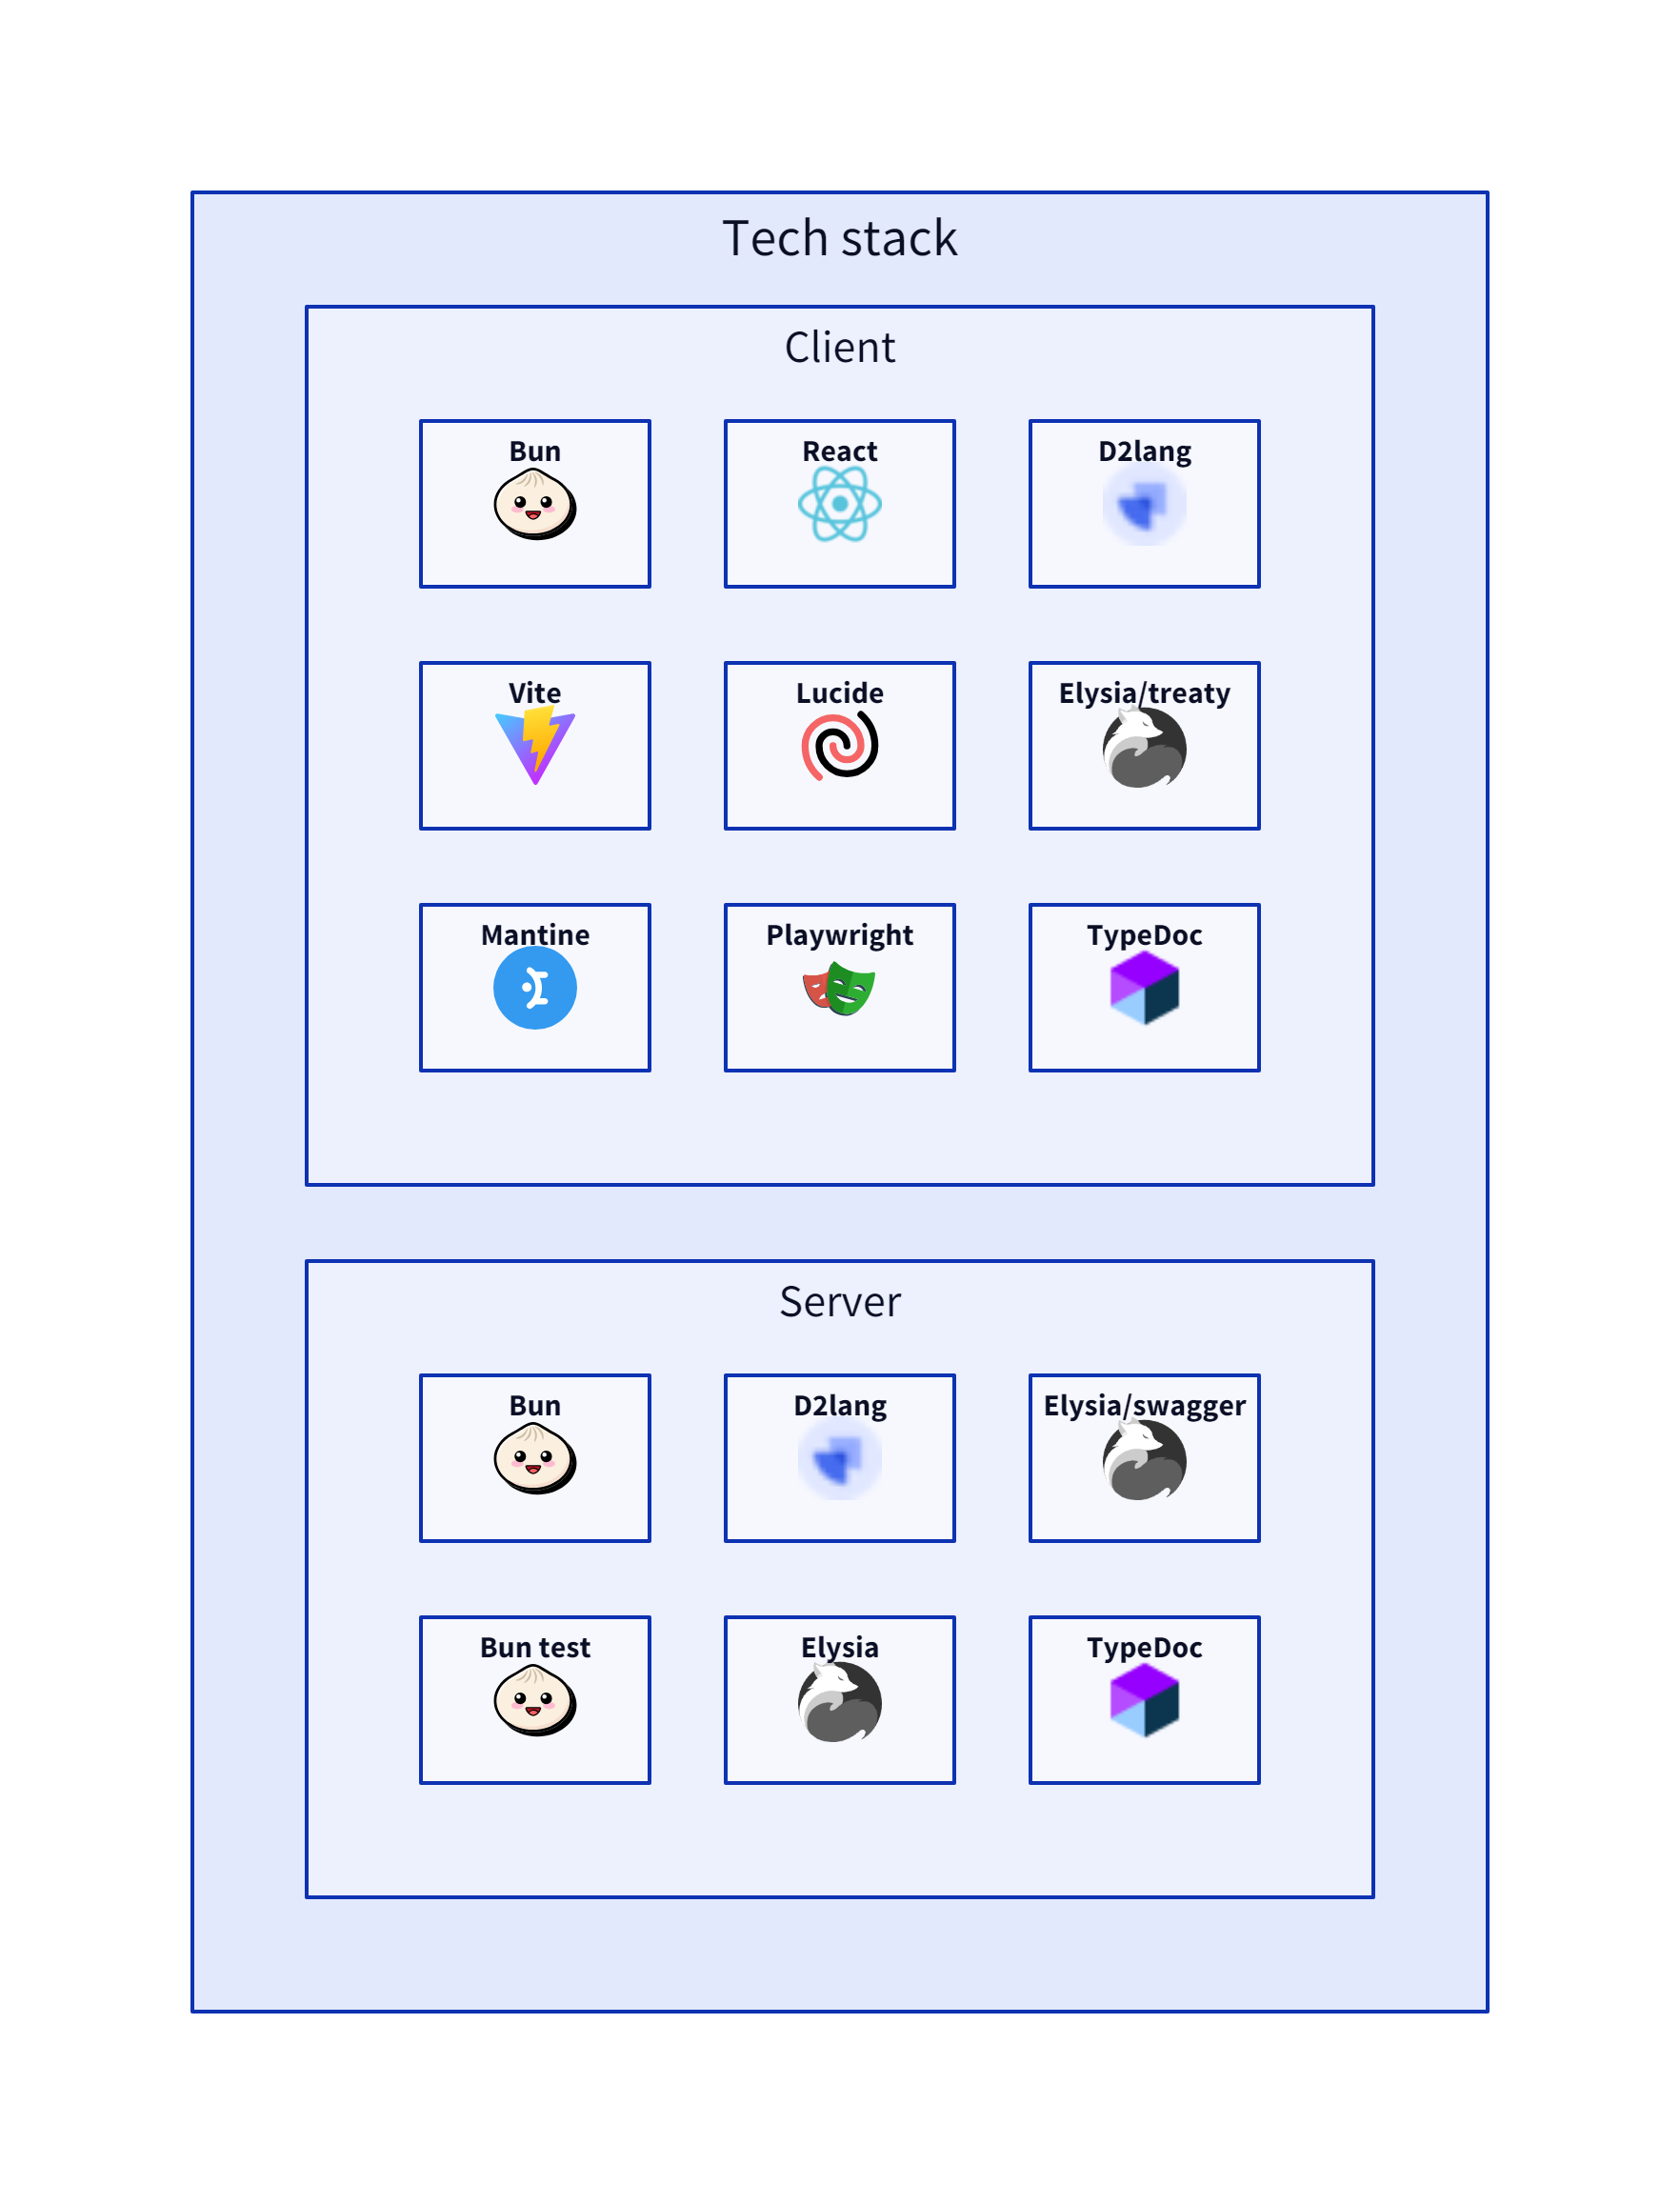 Tech stack
Client
Bun
React
D2lang
Vite
Lucide
Elysia/treaty
Mantine
Playwright
TypeDoc
Server
Bun
D2lang
Elysia/swagger
Bun test
Elysia
TypeDoc